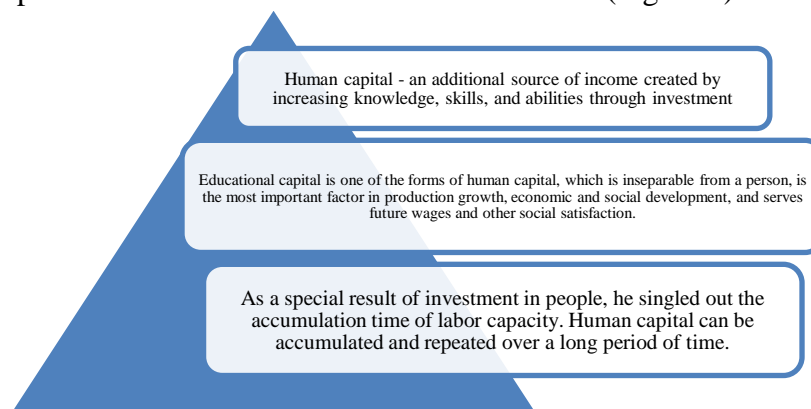 Human capital - an additional source of income created by
increasing knowledge, skills, and abilities through investment
Educational capital is one of the forms of human capital, which is inseparable from a person, is
the most important factor in production growth, economic and social development, and serves
future wages and other social satisfaction.
As a special result of investment in people, he singled out the
accumulation time of labor capacity. Human capital can be
accumulated and repeated over a long period of time.